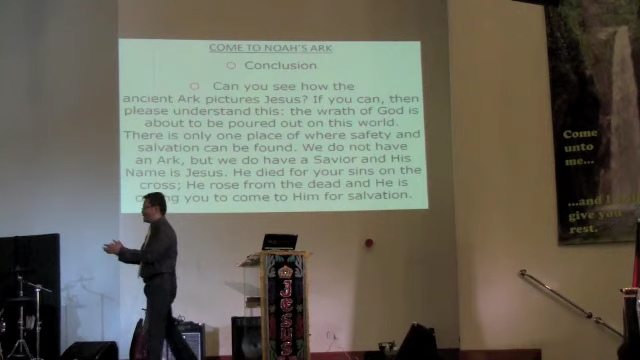 COME TO NOAH'S ARK
Conclusion
Can you see how the
ancient Ark pictures Jesus? If you can, then
please understand this: the wrath of God is
about to be poured out on this world.
There is only one place of where safety and
salvation can be found. We do not have
an Ark, but we do have a Savior and His
Name is Jesus. He died for your sins on the
cross; He rose from the dead and He is
you to come to Him for salvation.
Come
unto
me...
...and I
give you
rest.
JESUS